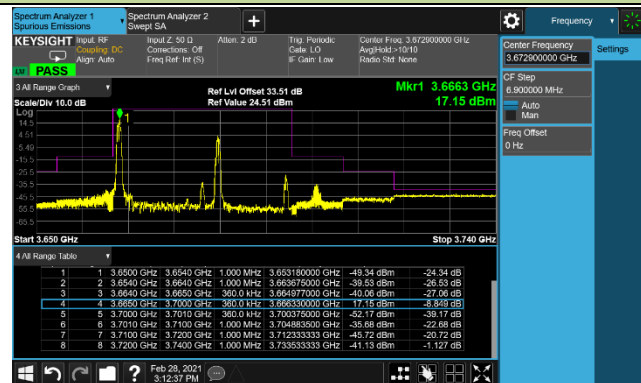 Spectrum Analyzer 1
Spurious Emissions
Spectrum Analyzer 2
Swept SA
Frequency
KEYSIGHT Input: RF
Coupling: DC
Align: Auto
Input Z: 50 Ω
Corrections: Off
Freq Ref: Int (S)
Atten: 2 dB
Trig: Periodic
Gate: LO
IF Gain: Low
Center Freq: 3.672900000 GHz
Avg|Hold:>10/10
Radio Std: None
PASS
Center Frequency
3.672900000 GHz
Settings
CF Step
6.900000 MHz
Auto
Man
Freq Offset
0 Hz
3 All Range Graph
Scale/Div 10.0 dB
Ref Lvl Offset 33.51 dB
Ref Value 24.51 dBm
Mkr1 3.6663 GHz
17.15 dBm
Log
14.5
4.51
-5.49
-15.5
-25.5
-35.5
-45.5
-55.5
-65.5
1
Start 3.650 GHz
Stop 3.740 GHz
4 All Range Table
1 1 3.6500 GHz 3.6540 GHz 1.000 MHz 3.653180000 GHz -49.34 dBm -24.34 dB
2 2 3.6540 GHz 3.6640 GHz 1.000 MHz 3.663675000 GHz -39.53 dBm -26.53 dB
3 3 3.6640 GHz 3.6650 GHz 360.0 kHz 3.664977000 GHz -40.06 dBm -27.06 dB
4 4 3.6650 GHz 3.7000 GHz 360.0 kHz 3.666330000 GHz 17.15 dBm -8.849 dB
5 5 3.7000 GHz 3.7010 GHz 360.0 kHz 3.700375000 GHz -52.17 dBm -39.17 dB
6 6 3.7010 GHz 3.7100 GHz 1.000 MHz 3.704883500 GHz -35.68 dBm -22.68 dB
7 7 3.7100 GHz 3.7200 GHz 1.000 MHz 3.712333333 GHz -45.72 dBm -20.72 dB
8 8 3.7200 GHz 3.7400 GHz 1.000 MHz 3.733533333 GHz -41.13 dBm -1.127 dB
Feb 28, 2021
3:12:37 PM